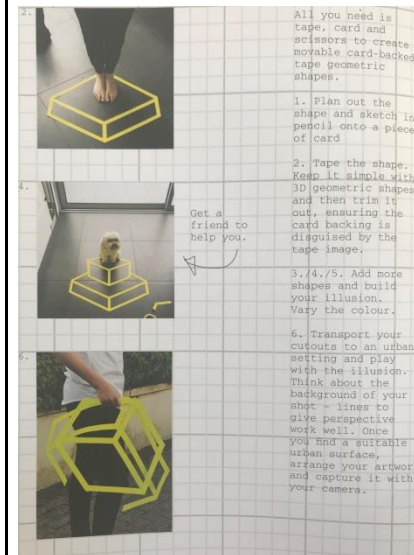 2.
All you need is
tape, card and
scissors to create
movable card-backed
tape geometric
shapes.
1. Plan out the
shape and sketch in
pencil onto a piece
of card
2. Tape the shape.
Keep it simple with
3D geometric shapes
and then trim it
out, ensuring the
card backing is
disguised by the
tape image.
4.
Get a
friend to
help you.
3./4./5. Add more
shapes and build
your illusion.
Vary the colour.
6.
6. Transport your
cutouts to an urban
setting and play
with the illusion.
Think about the
background of your
shot - lines to
give perspective
work well. Once
you find a suitable
urban surface,
arrange your artwor
and capture it with
your camera.